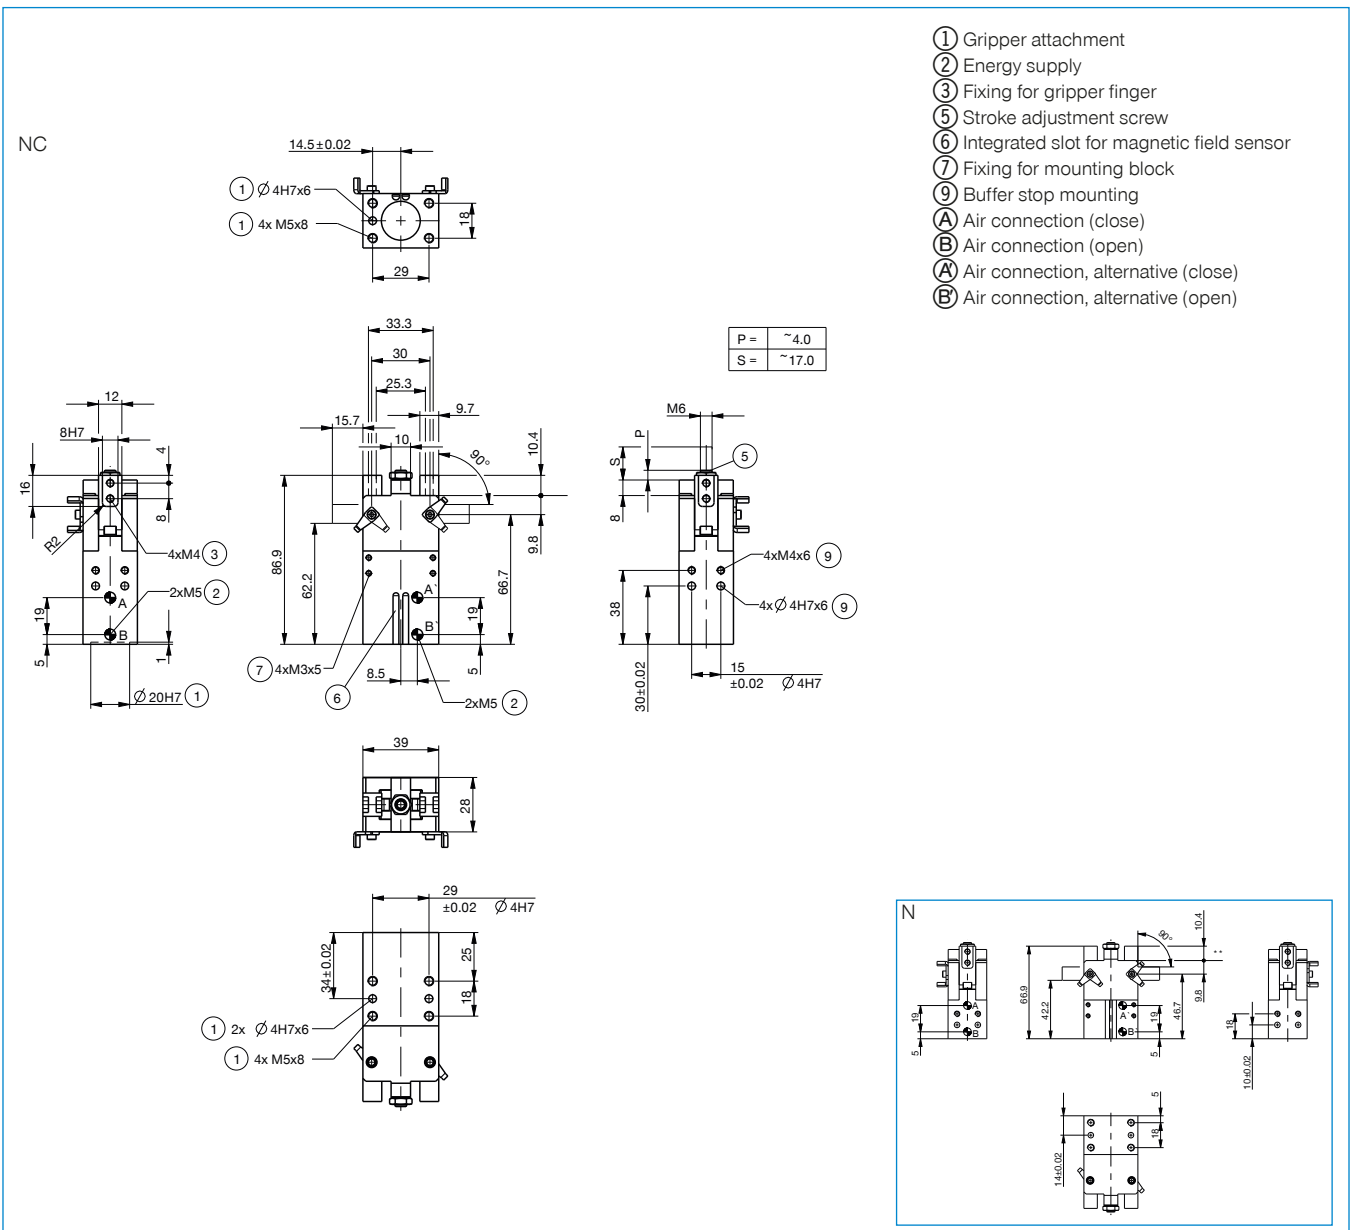 ① Gripper attachment
② Energy supply
③ Fixing for gripper finger
⑤ Stroke adjustment screw
⑥ Integrated slot for magnetic field sensor
⑦ Fixing for mounting block
⑨ Buffer stop mounting
Ⓐ Air connection (close)
Ⓑ Air connection (open)
A' Air connection, alternative (close)
B' Air connection, alternative (open)
NC
14.5±0.02
① Ø 4H7x6
① 4x M5x8
18
29
33.3
30
25.3
9.7
15.7
10
90°
10.4
9.8
86.9
62.2
66.7
A`
B`
19
5
8.5
⑦ 4xM3x5
⑥
2xM5 ②
P = ~4.0
S = ~17.0
12
8H7
4
16
8
R2
4xM4 ③
2xM5 ②
A
B
19
5
1
Ø 20H7 ①
M6
P
S
⑤
8
4xM4x6 ⑨
4x Ø 4H7x6 ⑨
38
30±0.02
15
±0.02 Ø 4H7
39
28
29
±0.02 Ø 4H7
34±0.02
25
18
① 2x Ø 4H7x6
① 4x M5x8
N
10.4
90°
9.8
66.9
42.2
46.7
A`
B`
19
5
A
B
19
5
18
10±0.02
5
18
14±0.02